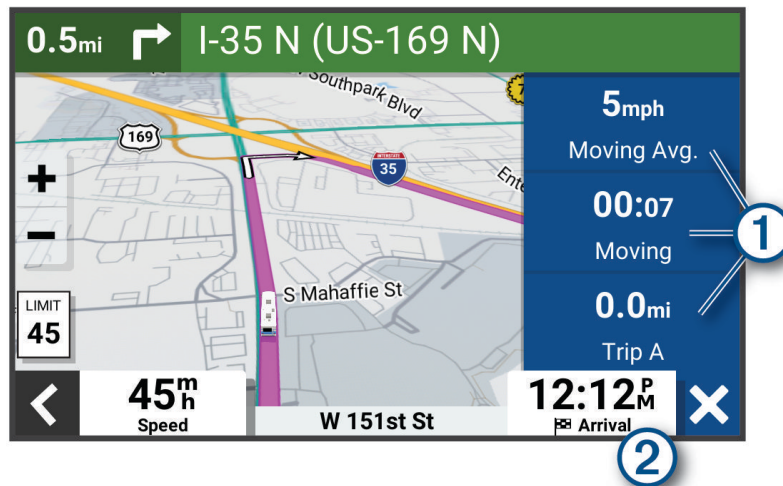 0.5mi I-35 N (US-169 N)
Southpark Blvd
169
INTERSTATE
35
S Mahaffie St
+
−
LIMIT
45
45mh
Speed
W 151st St
12:12PM
Arrival
5mph
Moving Avg.
00:07
Moving
0.0mi
Trip A
1
2